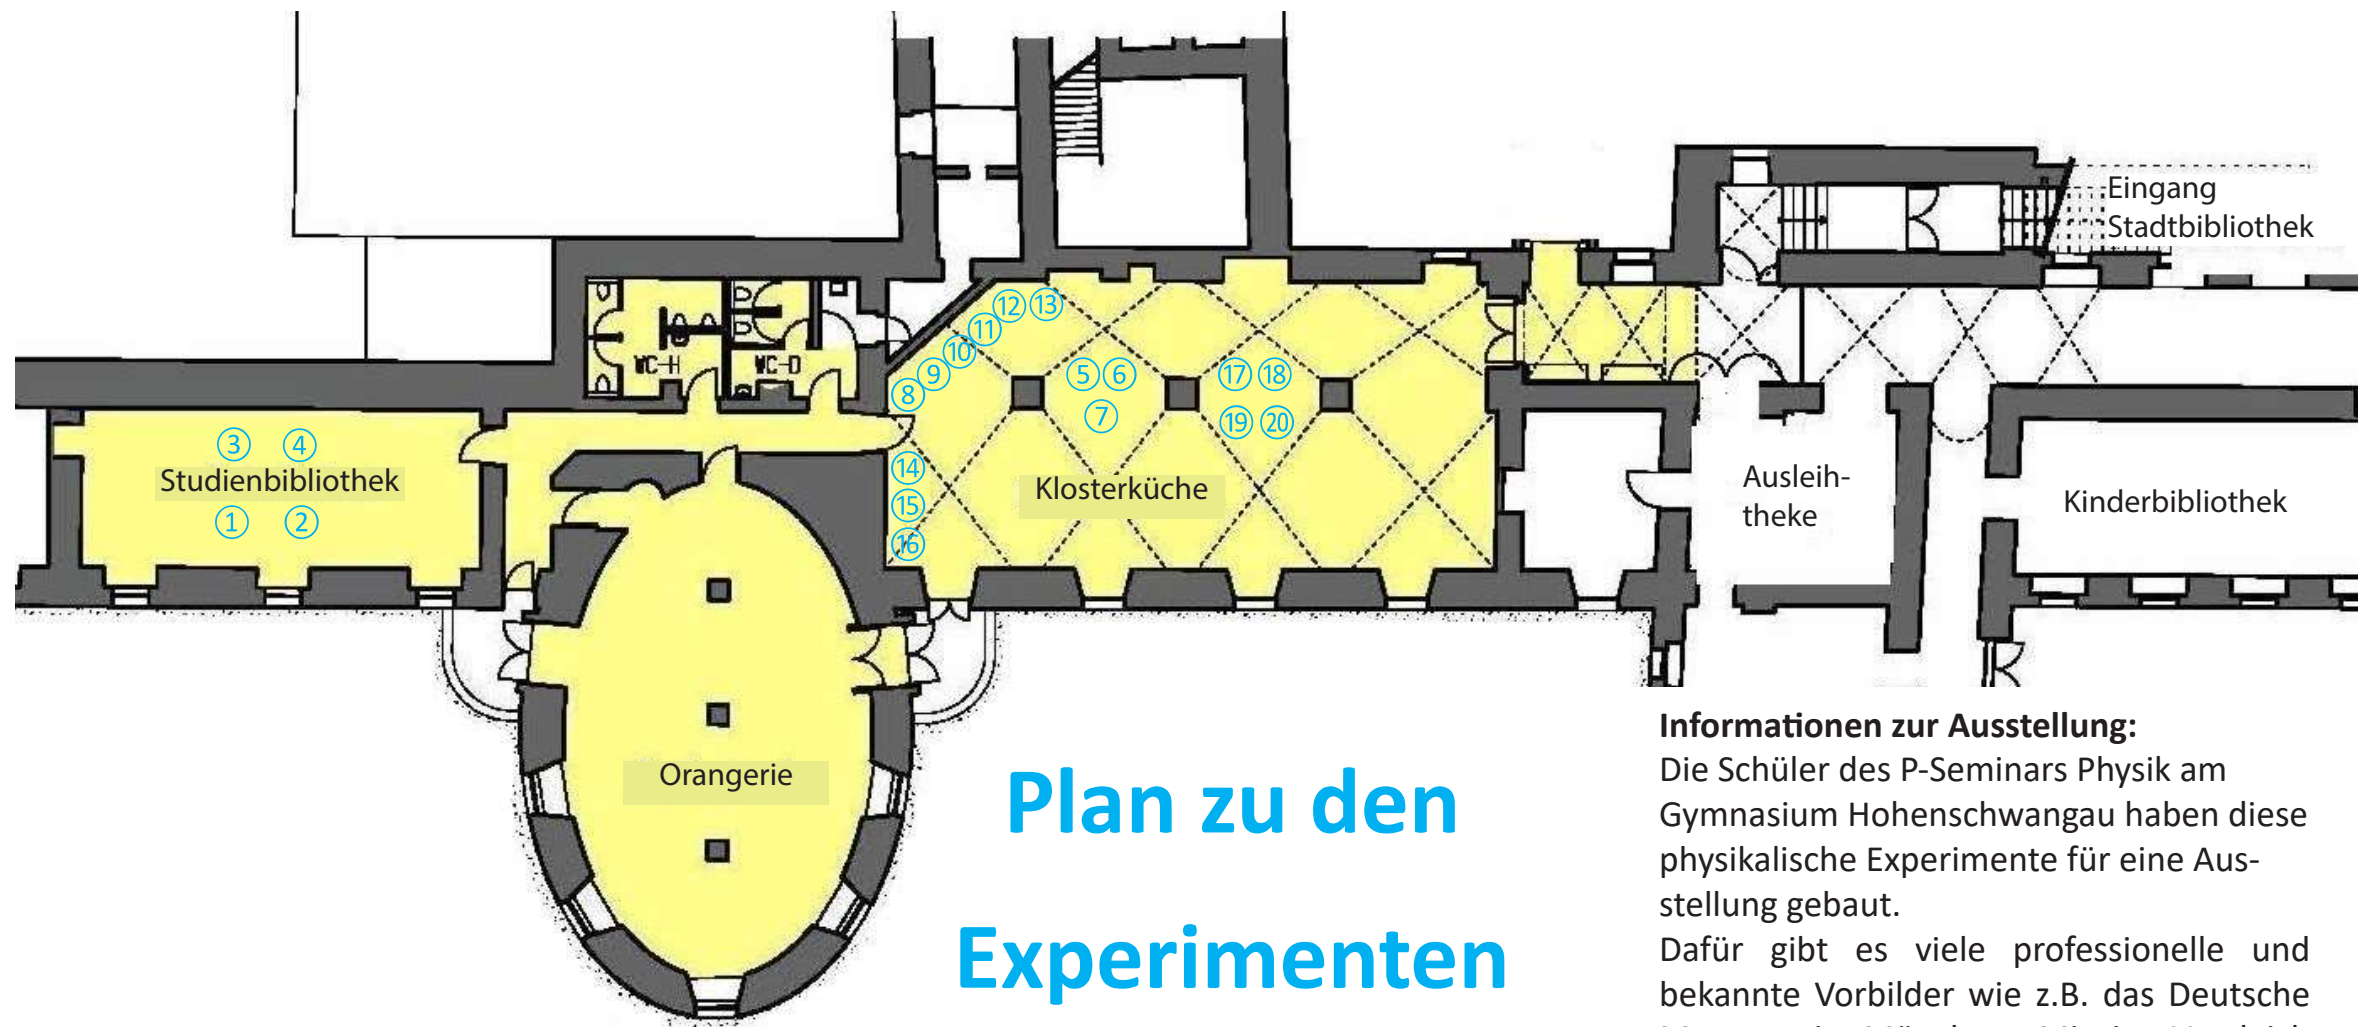 Eingang
Stadtbibliothek
12 13
11
10
9
8
WC-H
WC-D
5 6
7
17 18
19 20
3 4
Studienbibliothek
1 2
14
15
16
Klosterküche
Ausleih-
theke
Kinderbibliothek
Orangerie
Plan zu den
Experimenten
Informationen zur Ausstellung:
Die Schüler des P-Seminars Physik am
Gymnasium Hohenschwangau haben diese
physikalische Experimente für eine Aus-
stellung gebaut.
Dafür gibt es viele professionelle und
bekannte Vorbilder wie z.B. das Deutsche